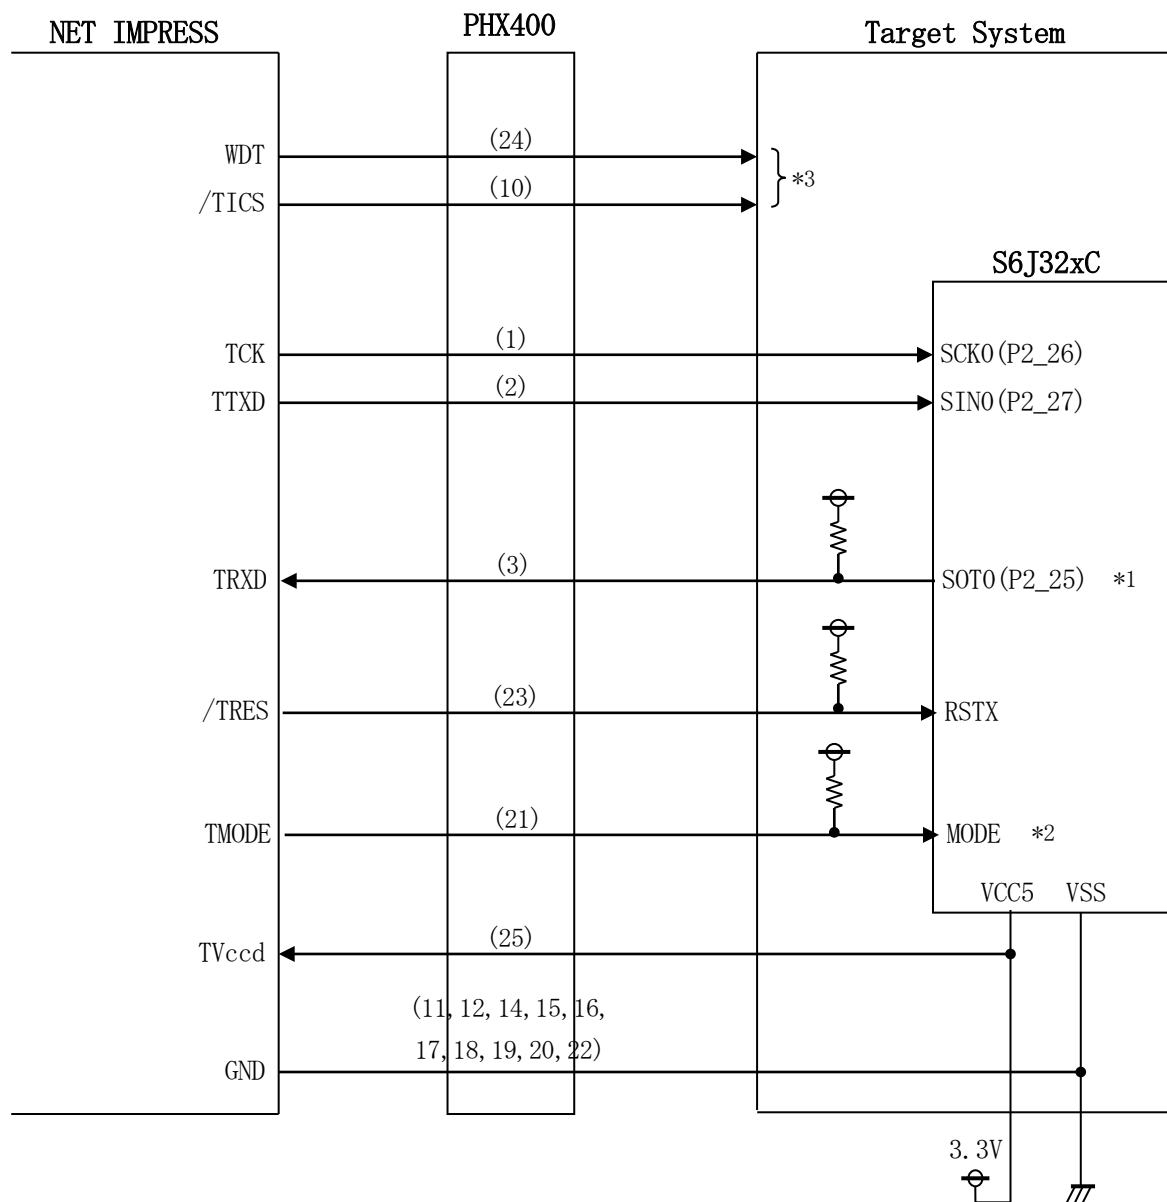 NET IMPRESS
PHX400
Target System
WDT
(24)
*3
/TICS
(10)
S6J32xC
TCK
(1)
SCK0(P2_26)
TTXD
(2)
SIN0(P2_27)
TRXD
(3)
SOT0(P2_25) *1
/TRES
(23)
RSTX
TMODE
(21)
MODE *2
VCC5 VSS
TVccd
(25)
(11,12,14,15,16,
17,18,19,20,22)
GND
3.3V